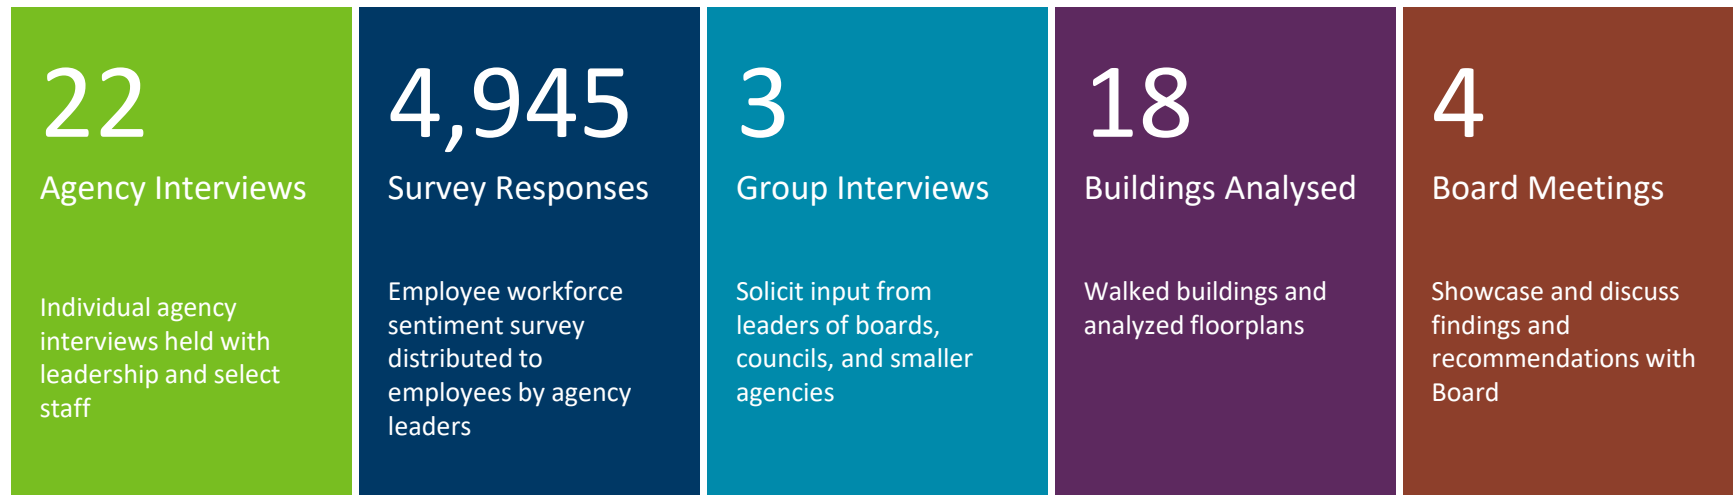 22
Agency Interviews
Individual agency
interviews held with
leadership and select
staff
4,945
Survey Responses
Employee workforce
sentiment survey
distributed to
employees by agency
leaders
3
Group Interviews
Solicit input from
leaders of boards,
councils, and smaller
agencies
18
Buildings Analysed
Walked buildings and
analyzed floorplans
4
Board Meetings
Showcase and discuss
findings and
recommendations with
Board